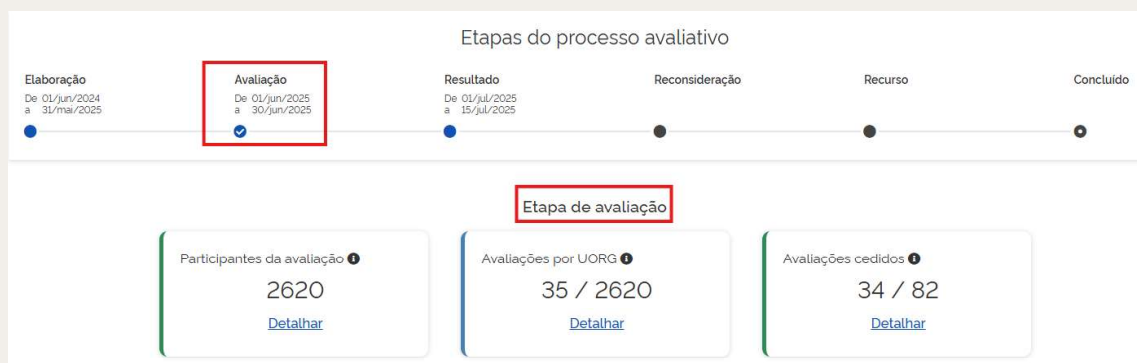 Etapas do processo avaliativo
Elaboração
De 01/jun/2024
a 31/mai/2025
Avaliação
De 01/jun/2025
a 30/jun/2025
Resultado
De 01/jul/2025
a 15/jul/2025
Reconsideração
Recurso
Concluído
Etapa de avaliação
Participantes da avaliação
2620
Detalhar
Avaliações por UORG
35 / 2620
Detalhar
Avaliações cedidos
34 / 82
Detalhar